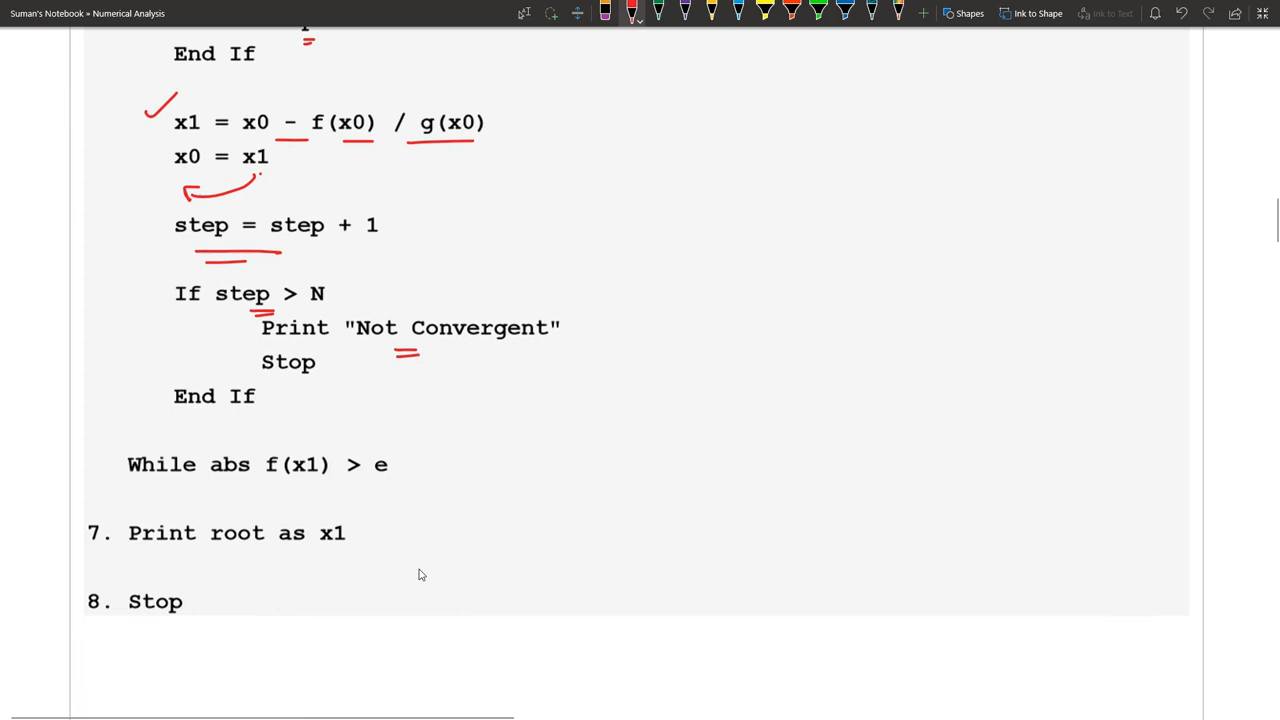 Suman's Notebook » Numerical Analysis
Shapes
Ink to Shape
Ink to Text
End If
x1 = x0 - f(x0) / g(x0)
x0 = x1
step = step + 1
If step > N
Print "Not Convergent"
Stop
End If
While abs f(x1) > e
7. Print root as x1
8. Stop